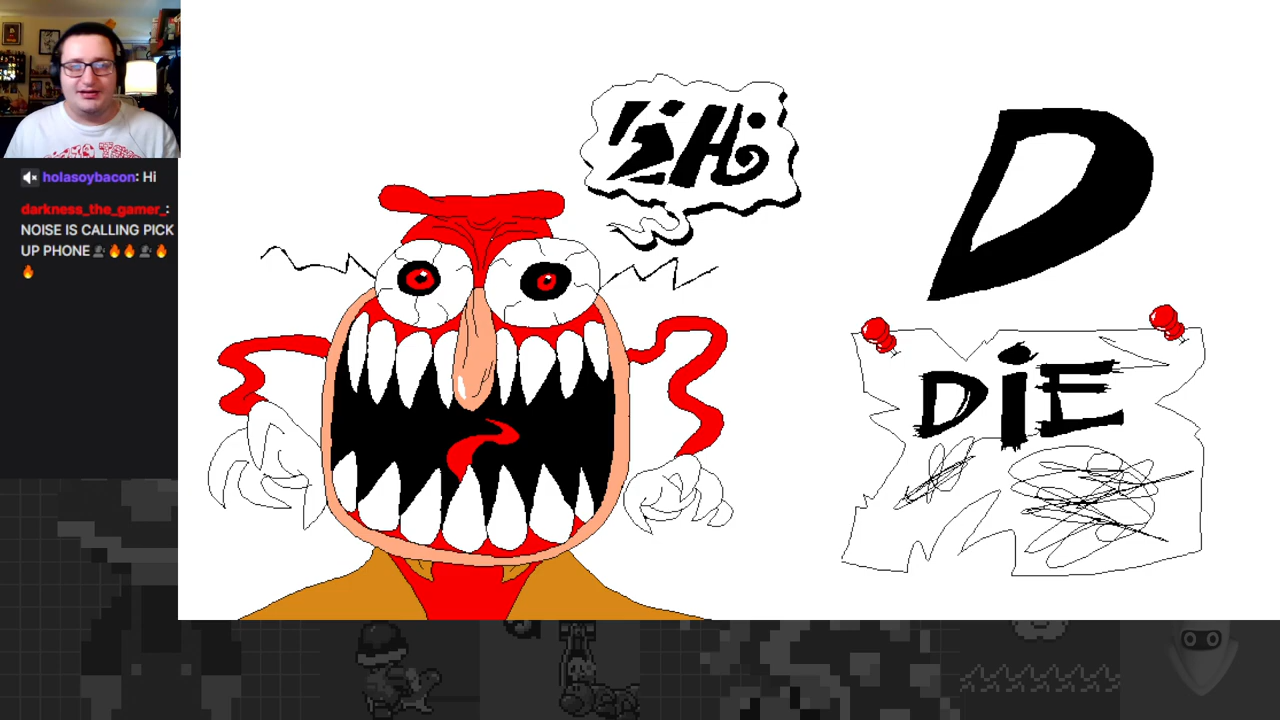 holasoybacon: Hi
darkness_the_gamer_:
NOISE IS CALLING PICK
UP PHONE
D
DIE